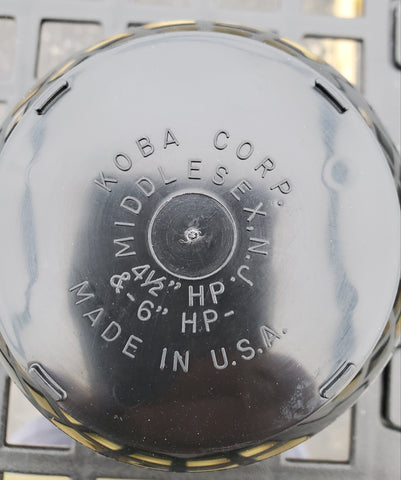 KOBA CORP.
MIDDLESEX, N.J.
4½" HP
& -6" HP-
MADE IN U.S.A.